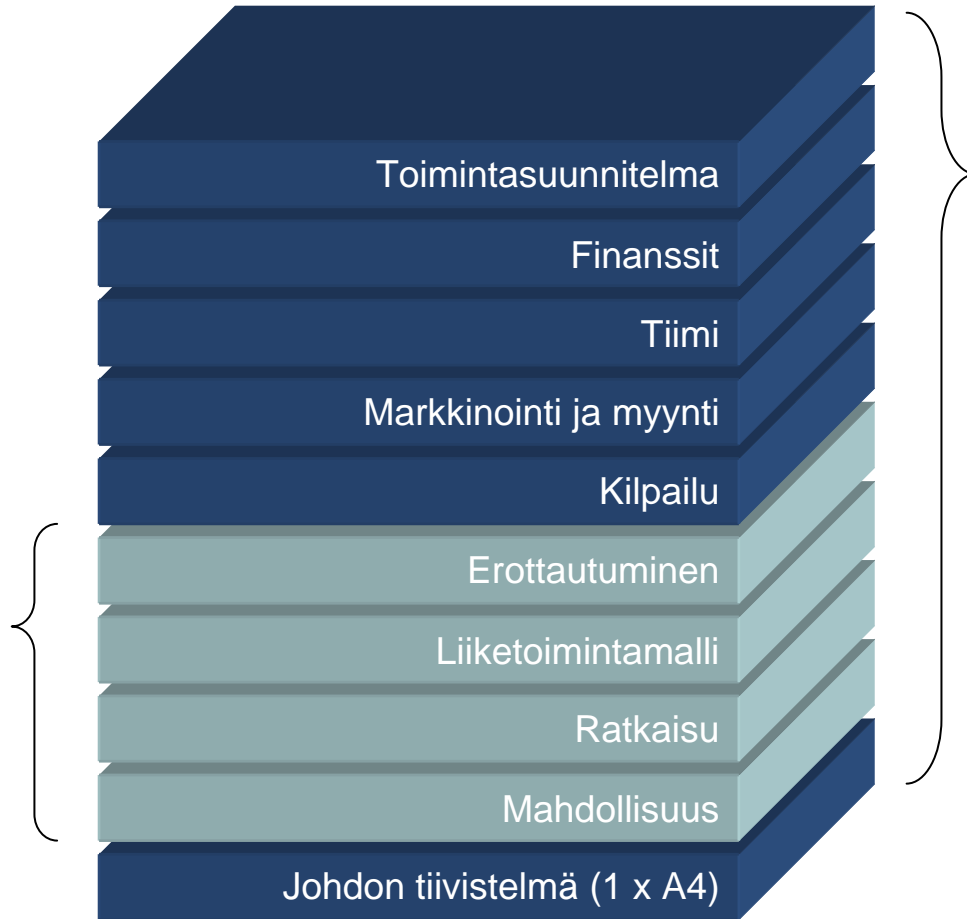 Toimintasuunnitelma
Finanssit
Tiimi
Markkinointi ja myynti
Kilpailu
Erottautuminen
Liiketoimintamalli
Ratkaisu
Mahdollisuus
Johdon tiivistelmä (1 x A4)